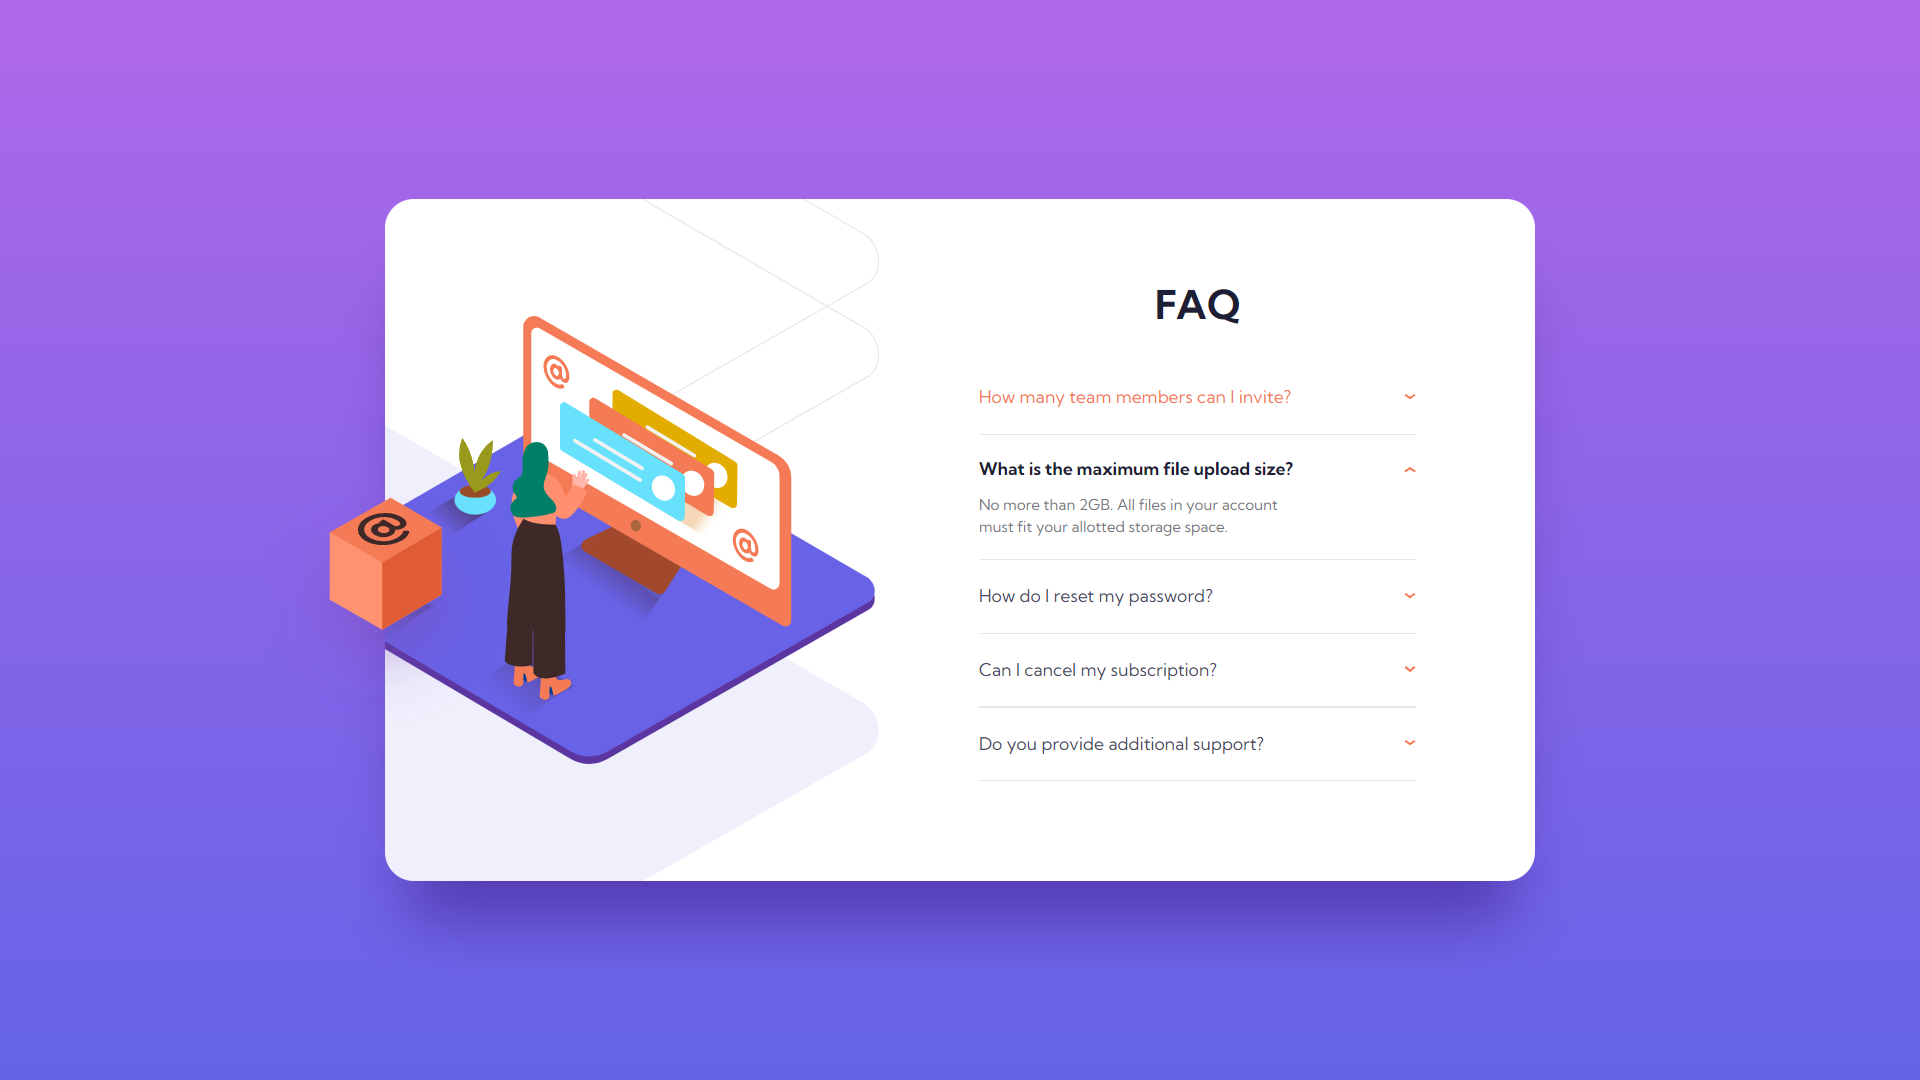 FAQ
How many team members can I invite?
What is the maximum file upload size?
No more than 2GB. All files in your account
must fit your allotted storage space.
How do I reset my password?
Can I cancel my subscription?
Do you provide additional support?
@
@
@